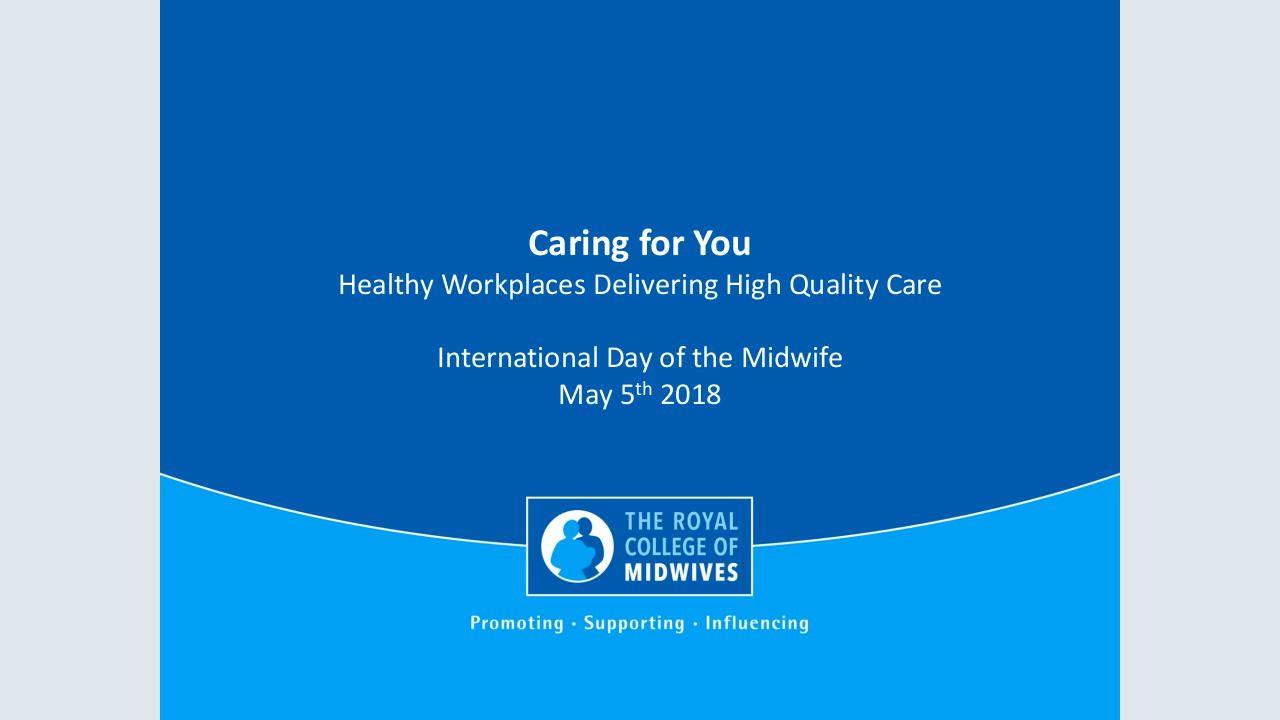 Caring for You
Healthy Workplaces Delivering High Quality Care
International Day of the Midwife
May 5th 2018
THE ROYAL
COLLEGE OF
MIDWIVES
Promoting · Supporting · Influencing